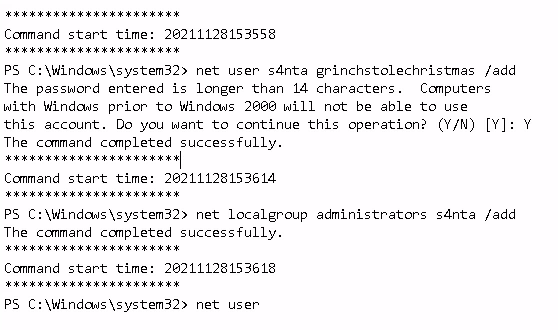 **********************
Command start time: 20211128153558
**********************
PS C:\Windows\system32> net user s4nta grinchstolechristmas /add
The password entered is longer than 14 characters.  Computers
with Windows prior to Windows 2000 will not be able to use
this account. Do you want to continue this operation? (Y/N) [Y]: Y
The command completed successfully.
**********************
Command start time: 20211128153614
**********************
PS C:\Windows\system32> net localgroup administrators s4nta /add
The command completed successfully.
**********************
Command start time: 20211128153618
**********************
PS C:\Windows\system32> net user